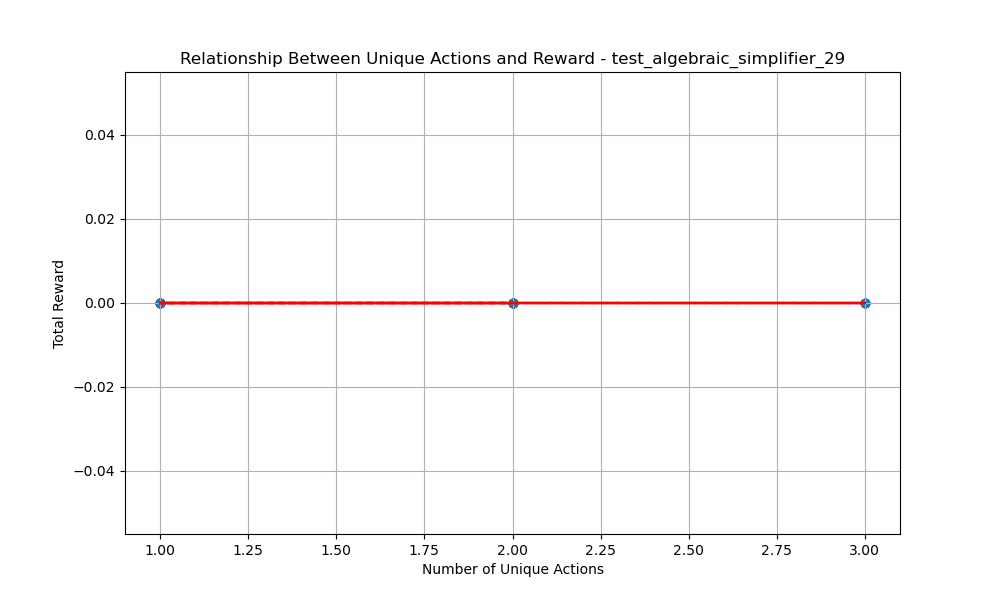 Relationship Between Unique Actions and Reward - test_algebraic_simplifier_29
0.04
0.02
0.00
−0.02
−0.04
Total Reward
1.00 1.25 1.50 1.75 2.00 2.25 2.50 2.75 3.00
Number of Unique Actions